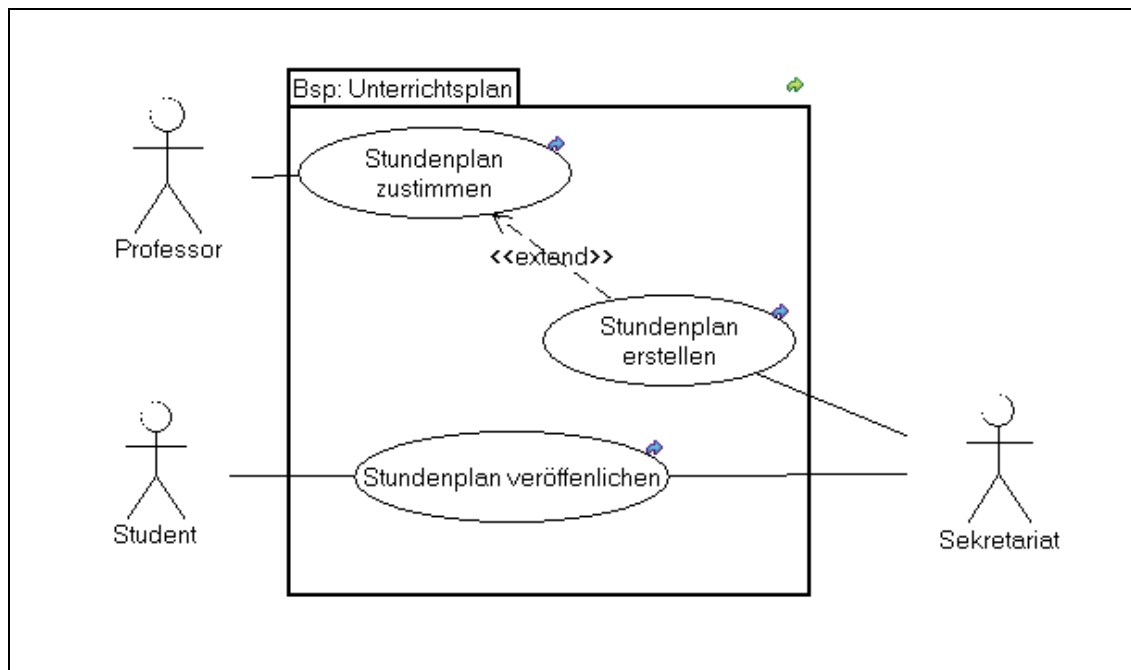 Bsp: Unterrichtsplan
Stundenplan
zustimmen
Professor
<<extend>>
Stundenplan
erstellen
Stundenplan veröffenlichen
Student
Sekretariat